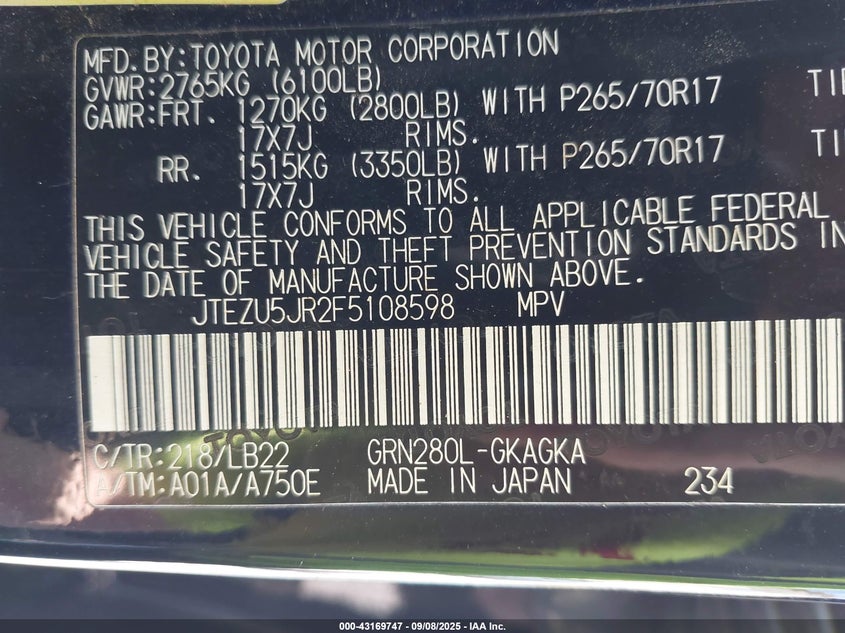 MFD. BY: TOYOTA MOTOR CORPORATION
GVWR: 2765KG (6100LB)
GAWR: FRT. 1270KG (2800LB) WITH P265/70R17
17X7J RIMS.
RR. 1515KG (3350LB) WITH P265/70R17
17X7J RIMS.
THIS VEHICLE CONFORMS TO ALL APPLICABLE FEDERAL
VEHICLE SAFETY AND THEFT PREVENTION STANDARDS IN
THE DATE OF MANUFACTURE SHOWN ABOVE.
JTEZU5JR2F5108598 MPV
C/TR: 218/LB22 GRN280L-GKAGKA
A/TM: A01A/A750E MADE IN JAPAN 234
000-43169747 - 09/08/2025 - IAA Inc.